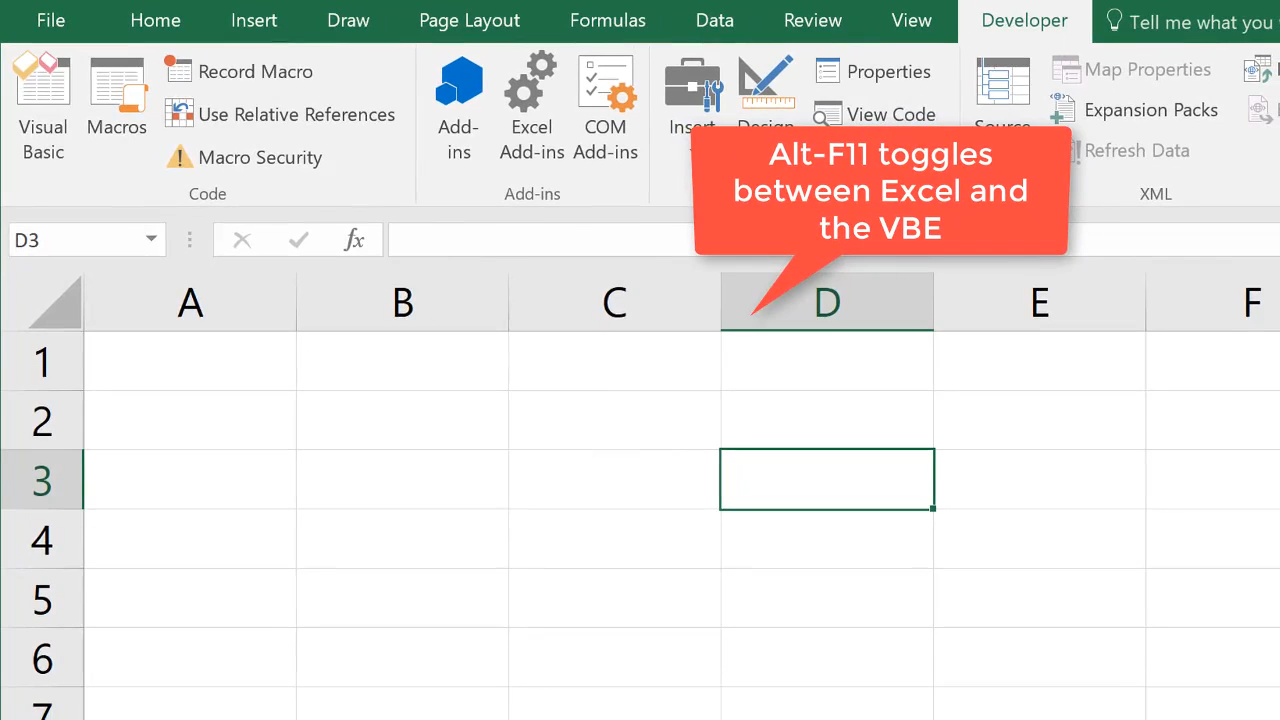 File Home Insert Draw Page Layout Formulas Data Review View Developer Tell me what you
Record Macro
Use Relative References
Macro Security
Visual
Basic
Macros
Code
Add-
ins
Excel
Add-ins
COM
Add-ins
Add-ins
Insert
Design
Properties
View Code
Source
Map Properties
Expansion Packs
Refresh Data
XML
Alt-F11 toggles
between Excel and
the VBE
D3
fx
A B C D E F
1
2
3
4
5
6
7